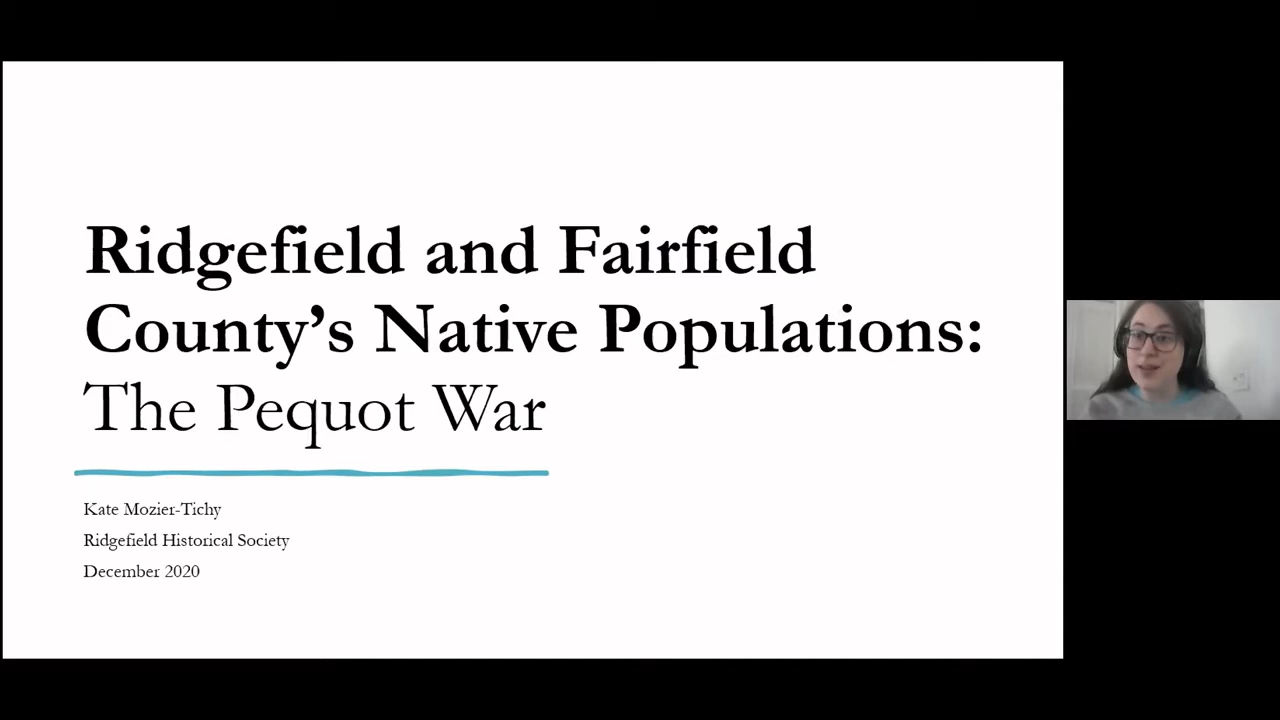 Ridgefield and Fairfield
County’s Native Populations:
The Pequot War
Kate Mozier-Tichy
Ridgefield Historical Society
December 2020